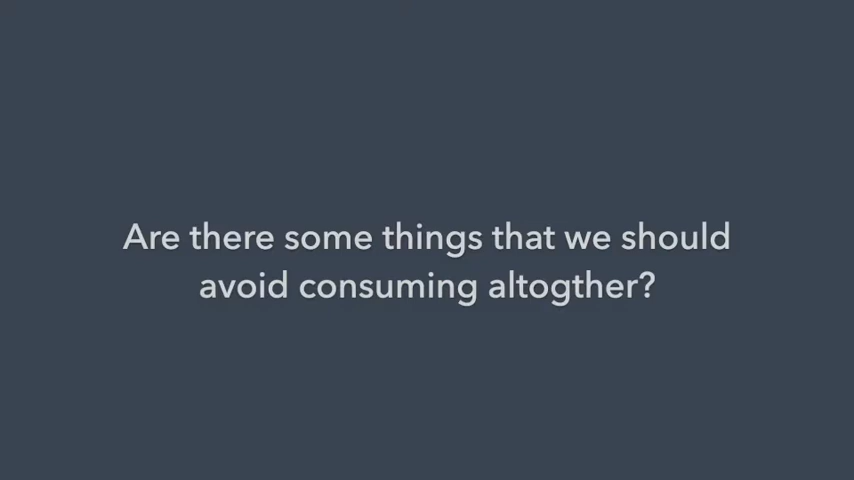 Are there some things that we should
avoid consuming altogther?